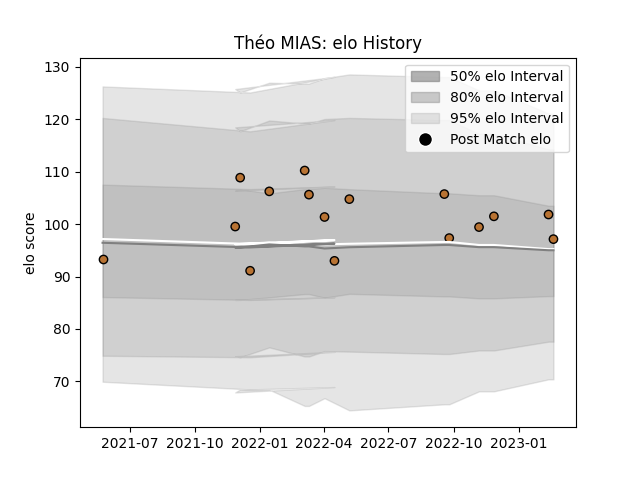 Théo MIAS: elo History
130
120
110
100
90
80
70
elo score
50% elo Interval
80% elo Interval
95% elo Interval
Post Match elo
2021-07 2021-10 2022-01 2022-04 2022-07 2022-10 2023-01